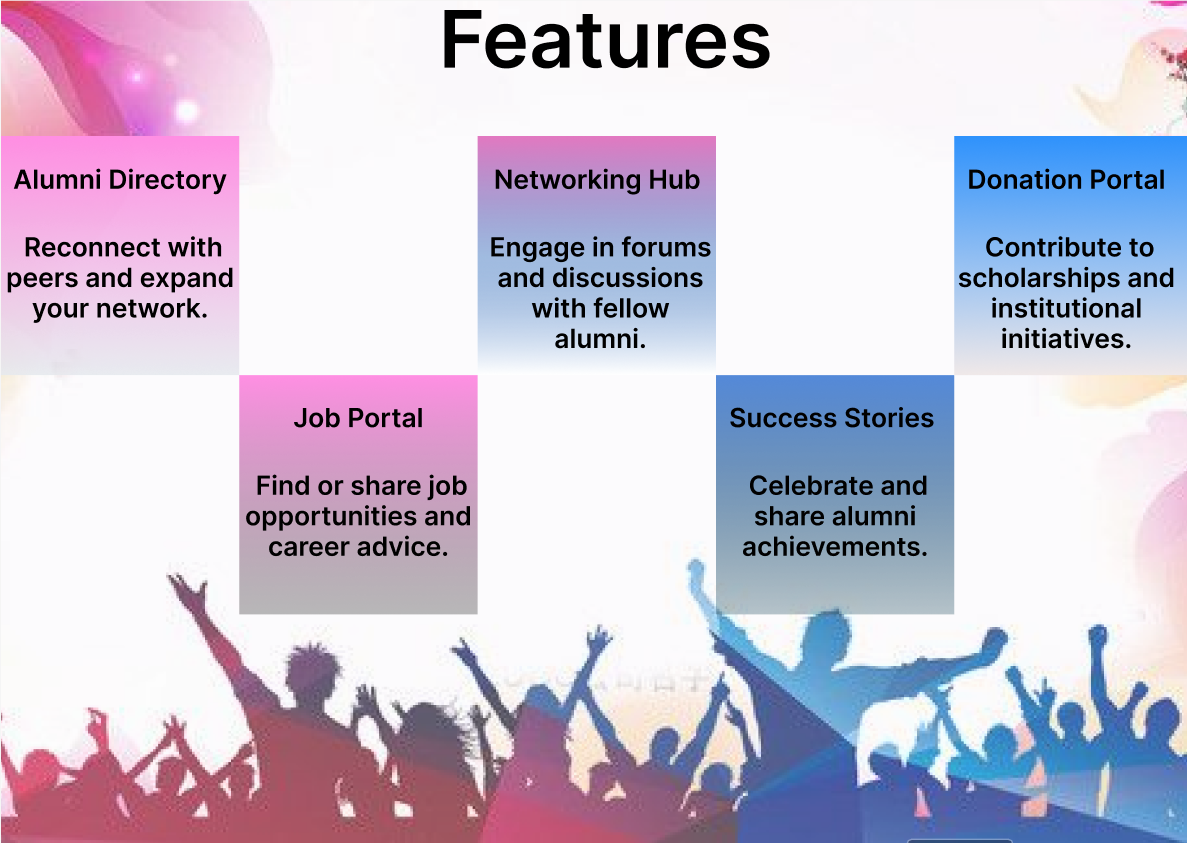 Features
Alumni Directory
Reconnect with
peers and expand
your network.
Job Portal
Find or share job
opportunities and
career advice.
Networking Hub
Engage in forums
and discussions
with fellow
alumni.
Success Stories
Celebrate and
share alumni
achievements.
Donation Portal
Contribute to
scholarships and
institutional
initiatives.